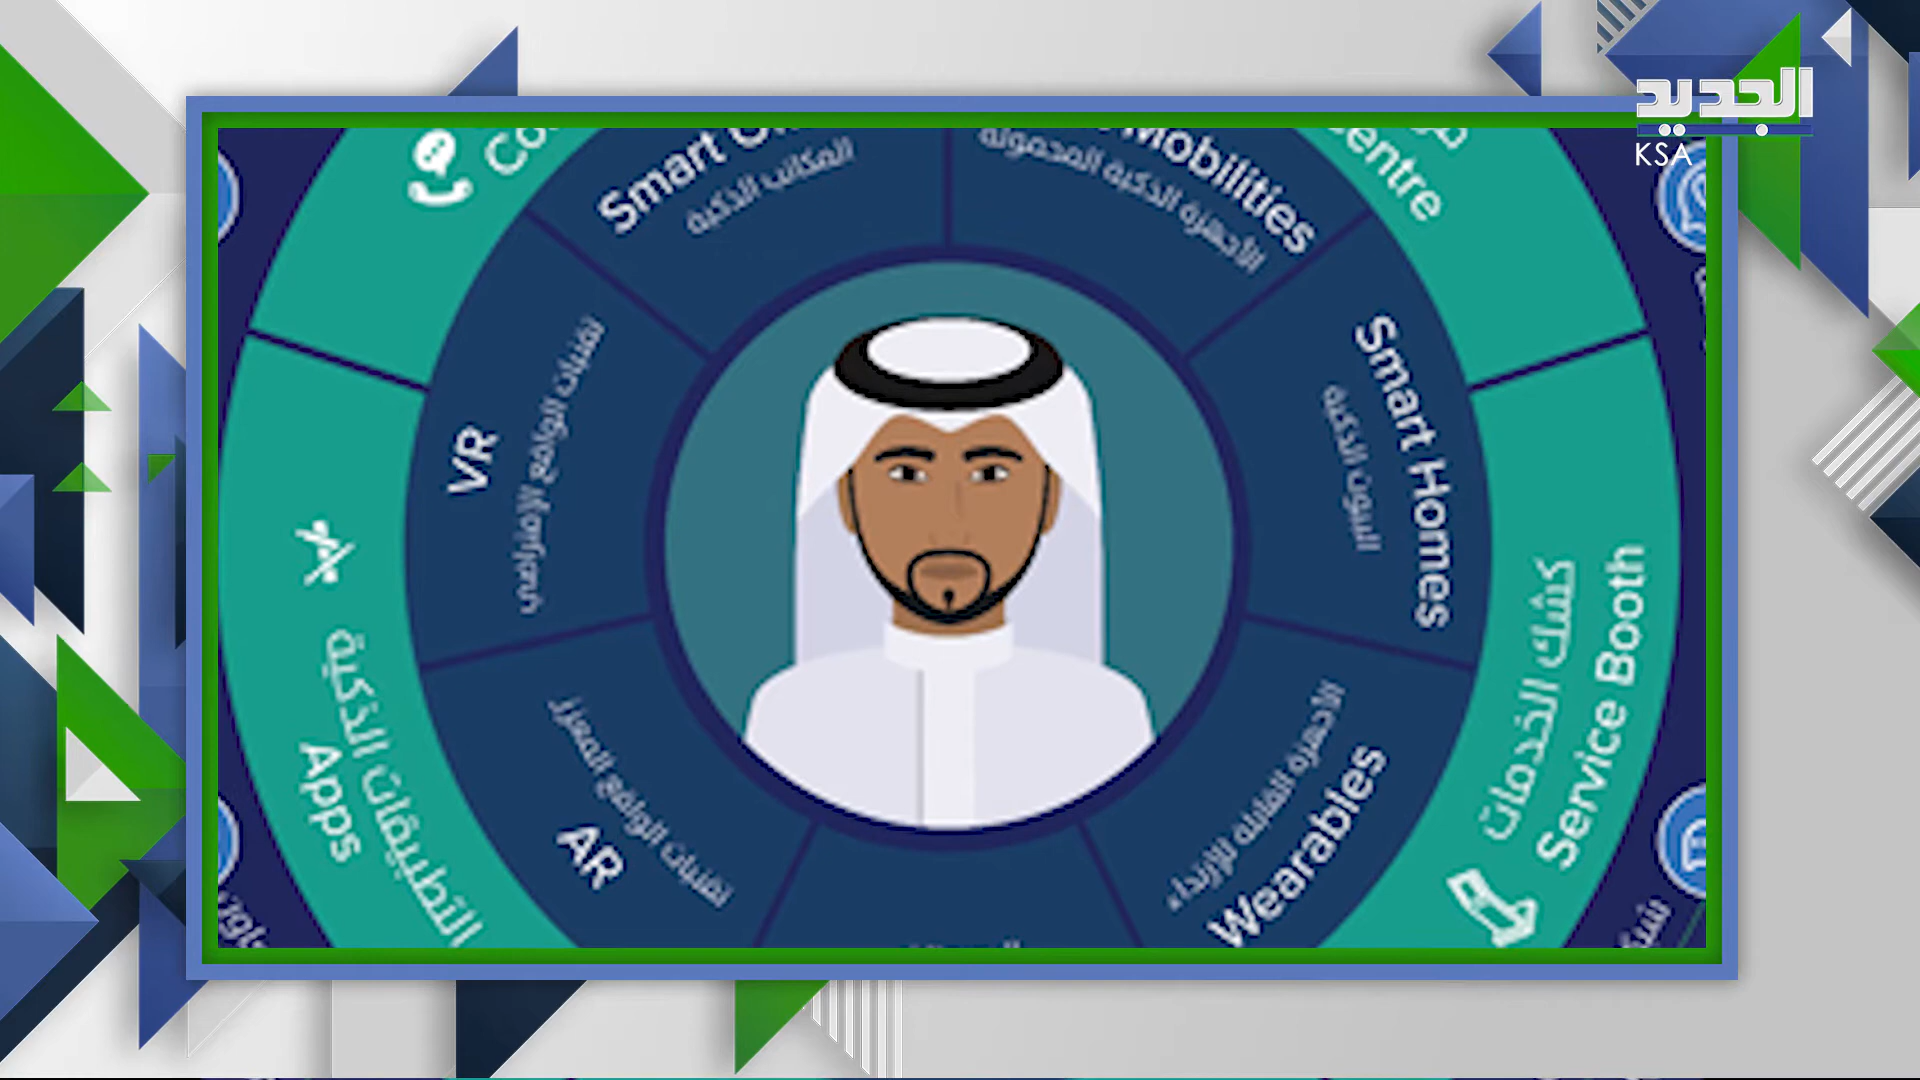 الجديد
KSA
Smart
المكاتب الذكية
Mobilities
الأجهزة الذكية المحمولة
Centre
Smart Homes
البيوت الذكية
كشك الخدمات
Service Booth
الأجهزة القابلة للإرتداء
Wearables
تقنيات الواقع المعزز
AR
التطبيقات الذكية
Apps
VR
تقنيات الواقع الإفتراضي